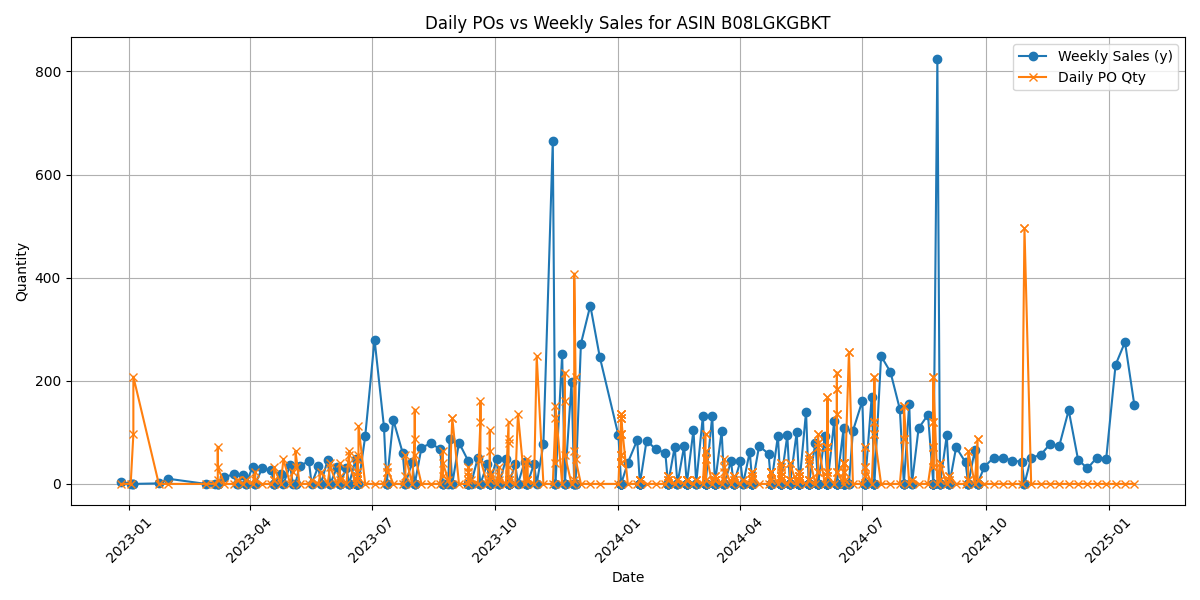 Daily POs vs Weekly Sales for ASIN B08LGKGBKT
Weekly Sales (y)
Daily PO Qty
800
600
400
200
0
Quantity
2023-01
2023-04
2023-07
2023-10
2024-01
2024-04
2024-07
2024-10
2025-01
Date